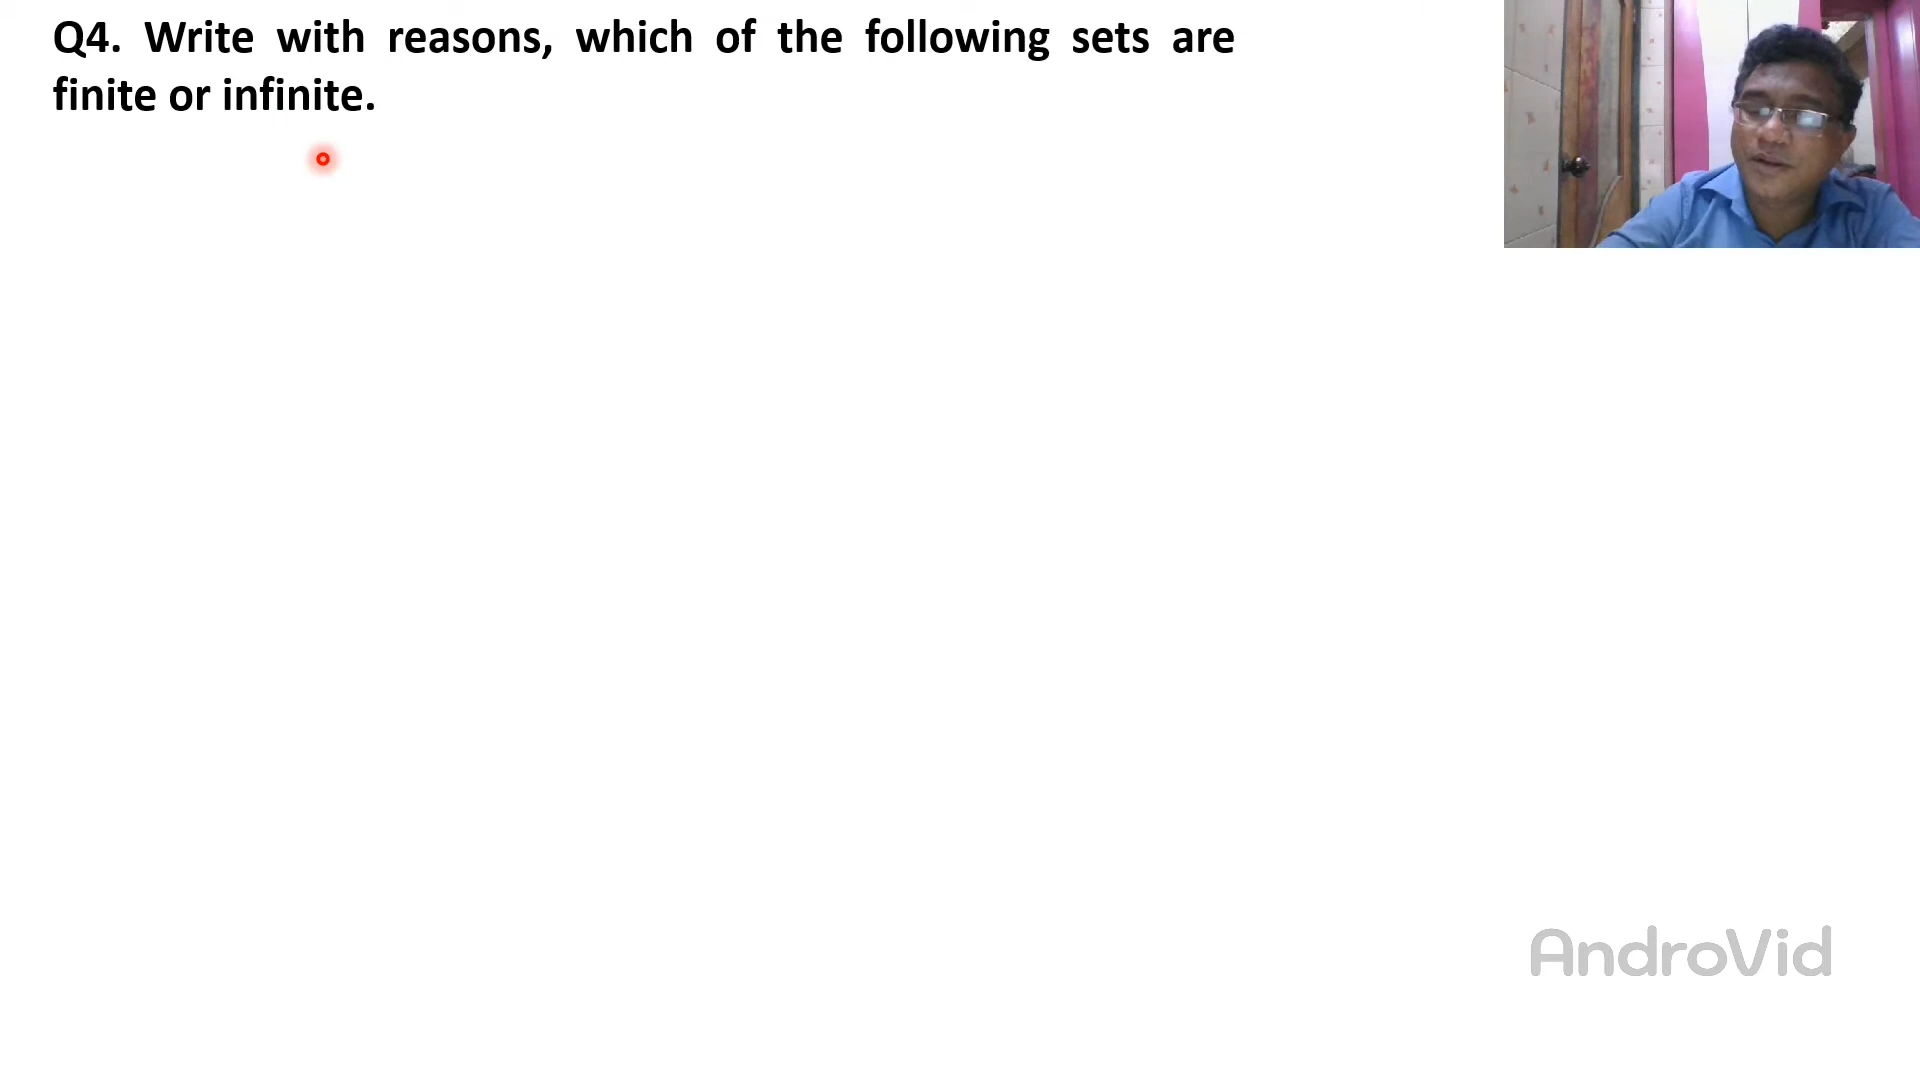 Q4. Write with reasons, which of the following sets are
finite or infinite.
AndroVid